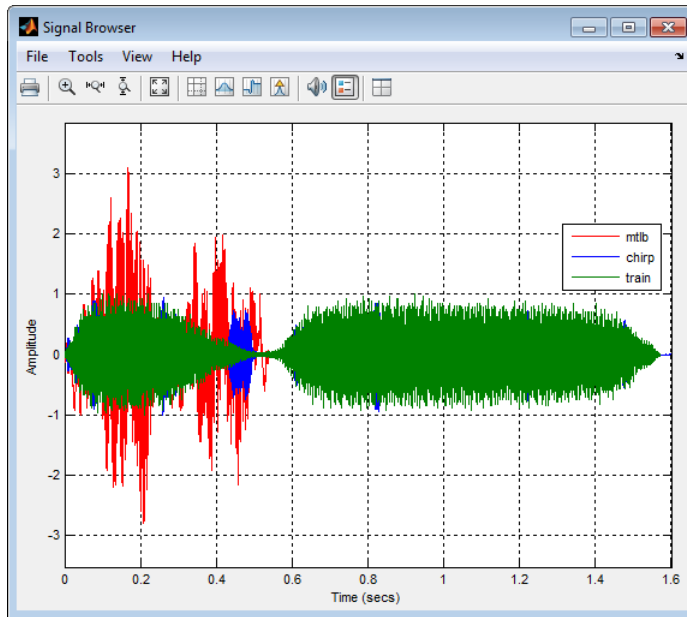 Signal Browser
File Tools View Help
3
2
1
0
-1
-2
-3
Amplitude
mtlb
chirp
train
0 0.2 0.4 0.6 0.8 1 1.2 1.4 1.6
Time (secs)